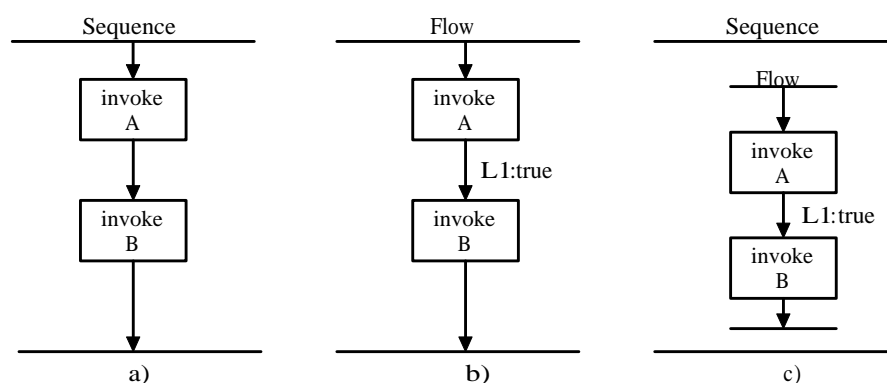 Sequence
invoke
A
invoke
B
a)
Flow
invoke
A
L1:true
invoke
B
b)
Sequence
Flow
invoke
A
L1:true
invoke
B
c)